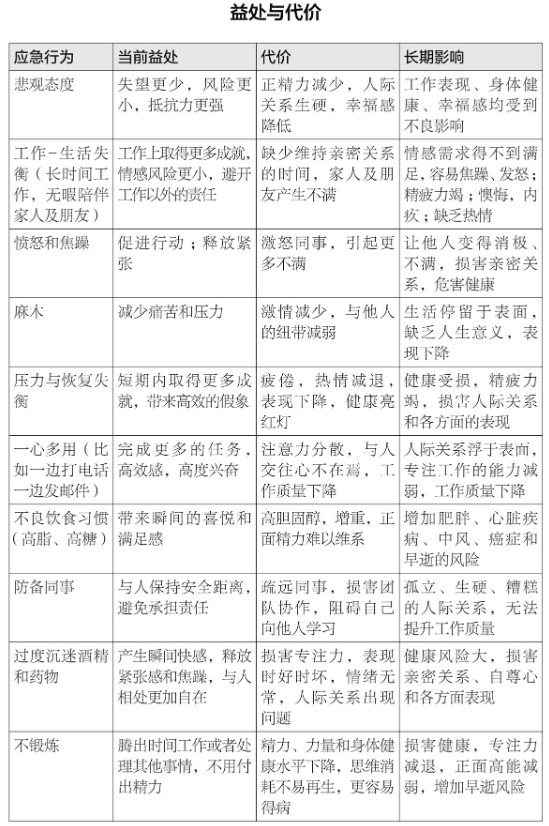 益处与代价
应急行为 当前益处 代价 长期影响
悲观态度 失望更少，风险更 正精力减少，人际 工作表现、身体健
小，抵抗力更强 关系生硬，幸福感 康、幸福感均受到
降低 不良影响
工作-生活失 工作上取得更多成就， 缺少维持亲密关系 情感需求得不到满
衡（长时间工 情感风险更小，避开 的时间，家人及朋 足，容易焦躁、发怒；
作，无暇陪伴 工作以外的责任 友产生不满 精疲力竭；懊悔，内
家人及朋友） 疚；缺乏热情
愤怒和焦躁 促进行动；释放紧 激怒同事，引起更 让他人变得消极、
张 多不满 不满，损害亲密关
系，危害健康
麻木 减少痛苦和压力 激情减少，与他人 生活停留于表面，
的纽带减弱 缺乏人生意义，表
现下降
压力与恢复失 短期内取得更多成 疲倦，热情减退， 健康受损，精疲力
衡 就，带来高效的假象 表现下降，健康亮 竭，损害人际关系
红灯 和各方面的表现
一心多用（比 完成更多的任务， 注意力分散，与人 人际关系浮于表面，
如一边打电话 高效感，高度兴奋 交往心不在焉，工 专注工作的能力减
一边发邮件） 作质量下降 弱，工作质量下降
不良饮食习惯 带来瞬间的喜悦和 高胆固醇，增重，正 增加肥胖、心脏疾
（高脂、高糖） 满足感 面精力难以维系 病、中风、癌症和
早逝的风险
防备同事 与人保持安全距离， 疏远同事，损害团 孤立、生硬、糟糕
避免承担责任 队协作，阻碍自己 的人际关系，无法
向他人学习 提升工作质量
过度沉迷酒精 产生瞬间快感，释放 损害专注力，表现 健康风险大，损害
和药物 紧张感和焦躁，与人 时好时坏，情绪无 亲密关系、自尊心
相处更加自在 常，人际关系出现 和各方面表现
问题
不锻炼 腾出时间工作或者处 精力、力量和身体健 损害健康，专注力
理其他事情，不用付 康水平下降，思维消 减退，正面高能减
出精力 耗不易再生，更容易 弱，增加早逝风险
得病